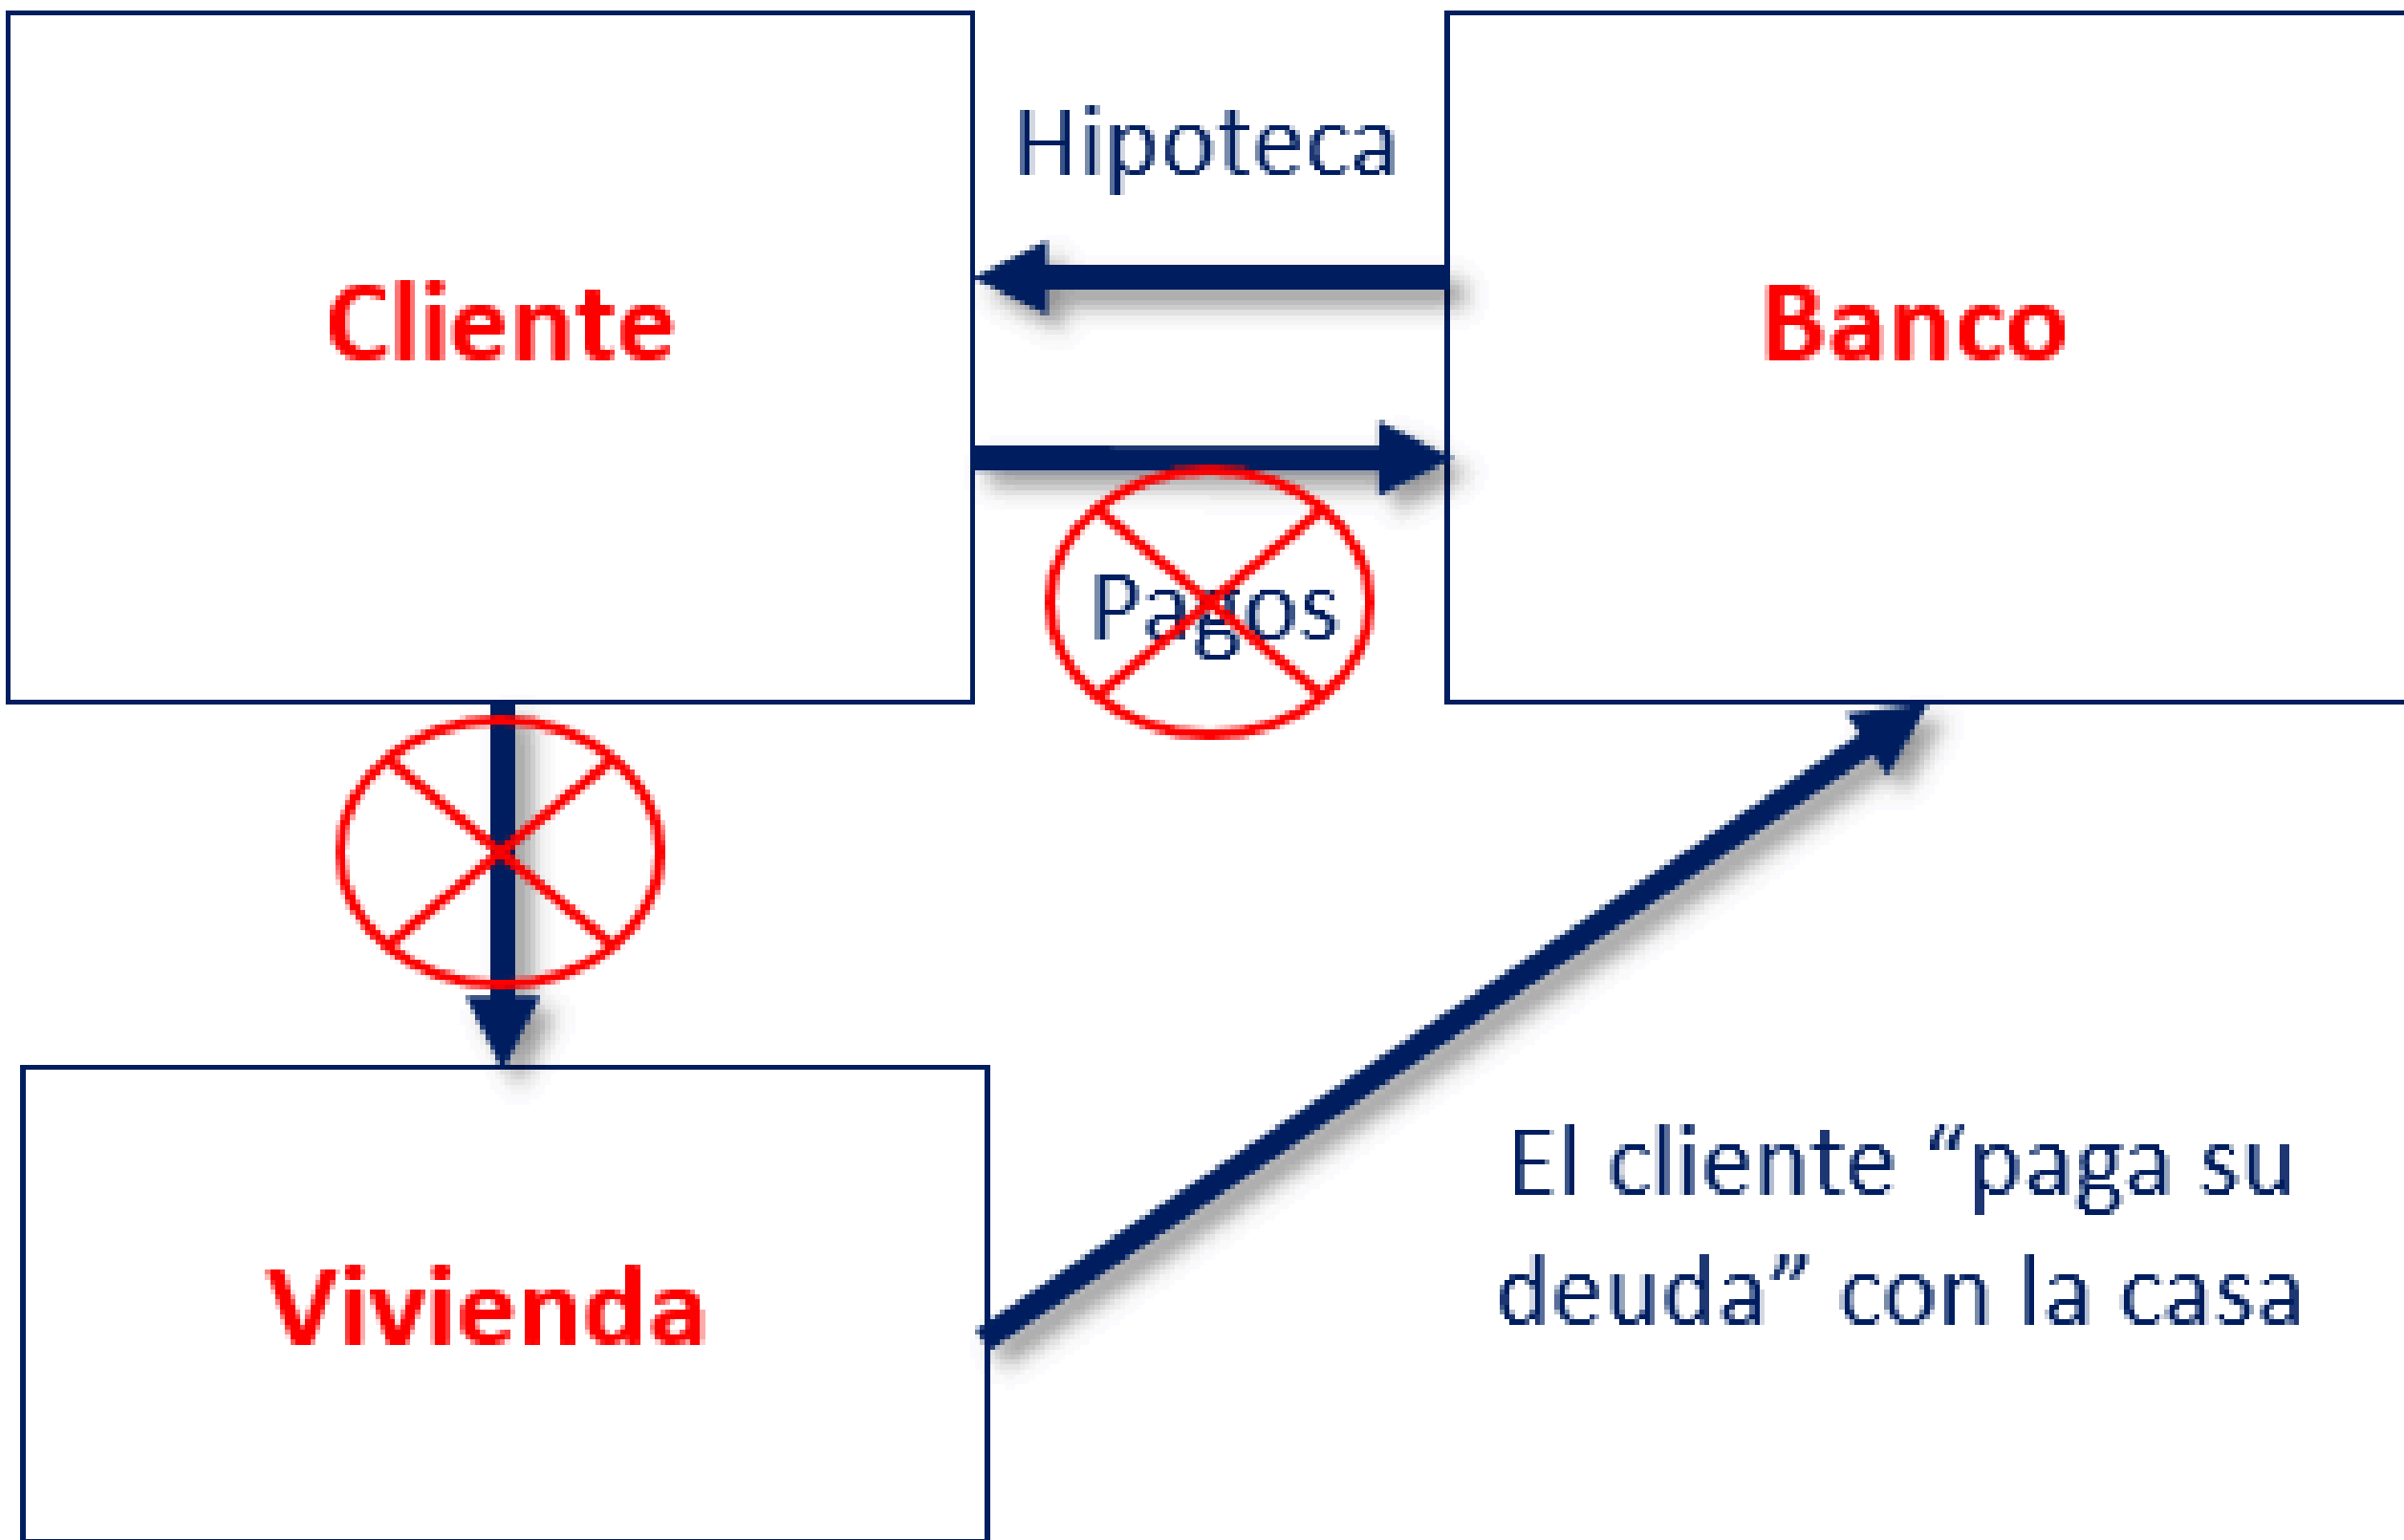 Hipoteca
Cliente
Banco
Pagos
Vivienda
El cliente “paga su
deuda” con la casa